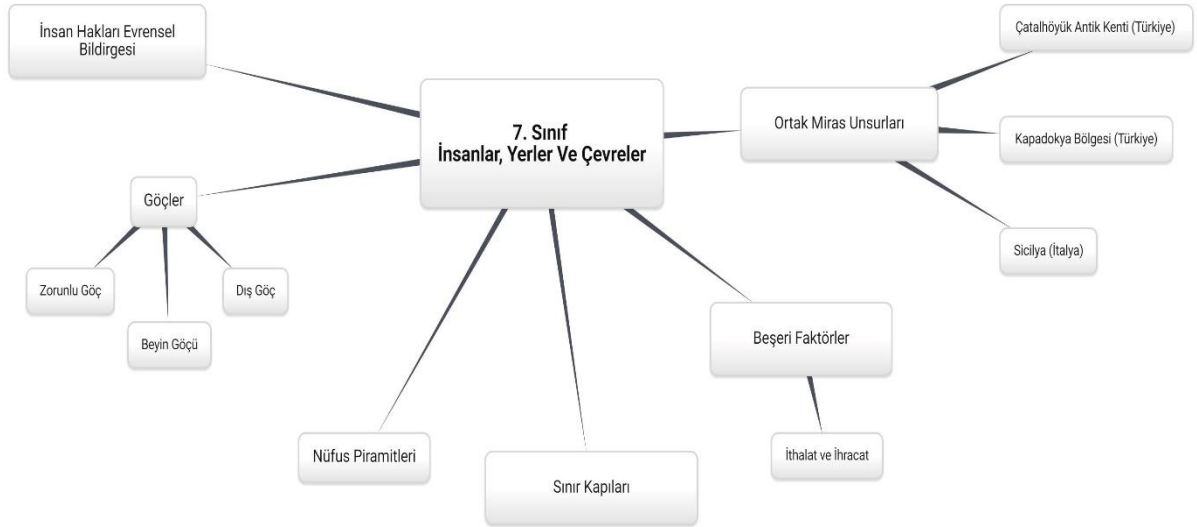 İnsan Hakları Evrensel
Bildirgesi
7. Sınıf
İnsanlar, Yerler Ve Çevreler
Ortak Miras Unsurları
Çatalhöyük Antik Kenti (Türkiye)
Kapadokya Bölgesi (Türkiye)
Sicilya (İtalya)
Göçler
Zorunlu Göç
Beyin Göçü
Dış Göç
Nüfus Piramitleri
Sınır Kapıları
Beşeri Faktörler
İthalat ve İhracat